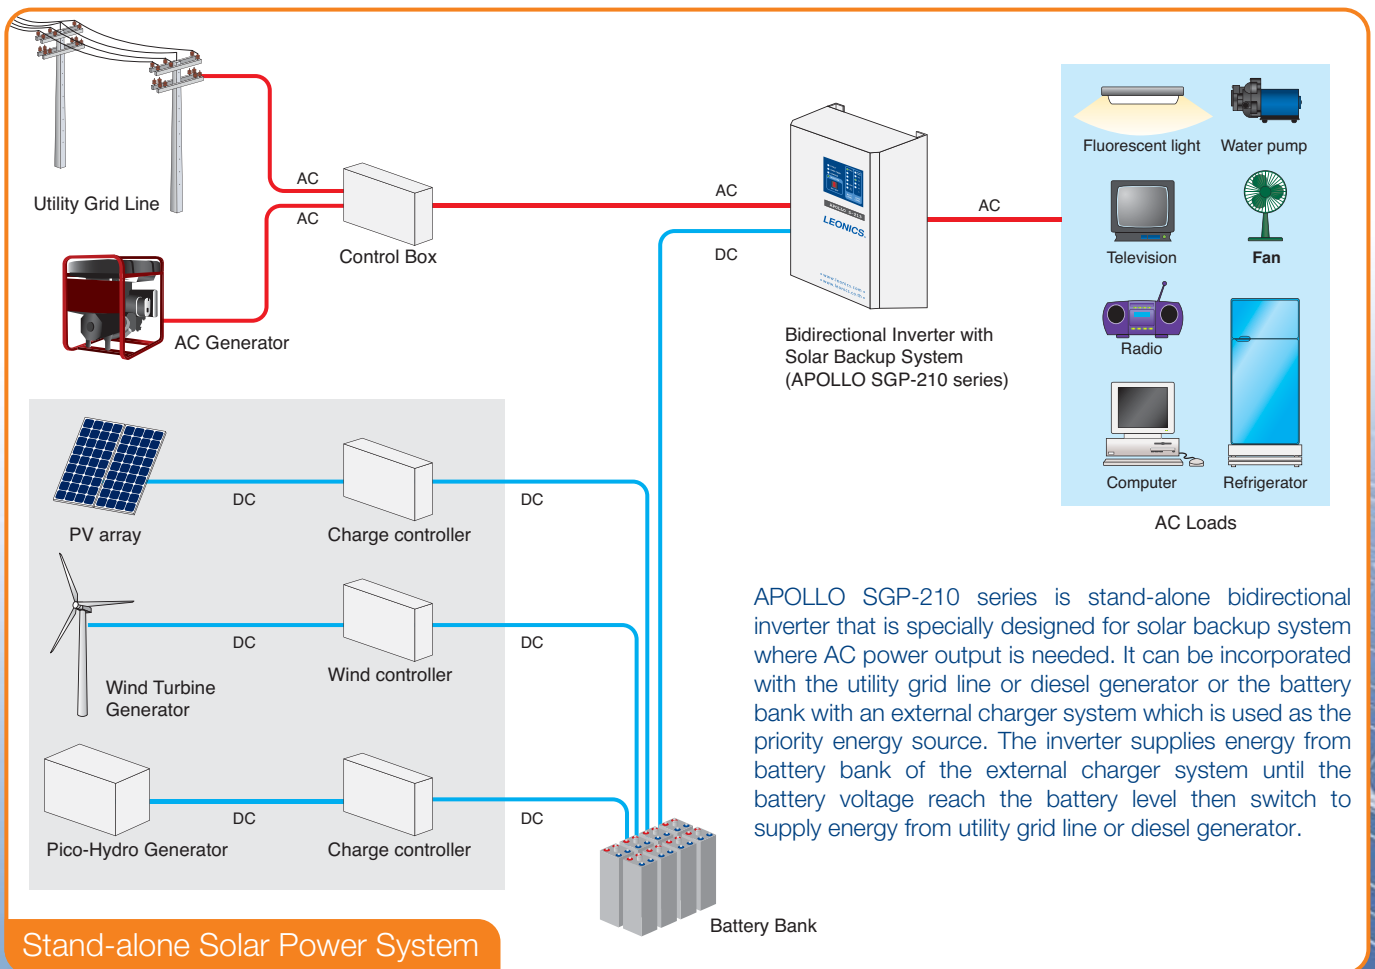 Utility Grid Line
AC
AC
Control Box
AC Generator
AC
DC
LEONICS
Bidirectional Inverter with
Solar Backup System
(APOLLO SGP-210 series)
AC
Fluorescent light
Water pump
Television
Fan
Radio
Computer
Refrigerator
AC Loads
PV array
DC
Charge controller
DC
Wind Turbine
Generator
DC
Wind controller
DC
Pico-Hydro Generator
DC
Charge controller
DC
Battery Bank
APOLLO SGP-210 series is stand-alone bidirectional
inverter that is specially designed for solar backup system
where AC power output is needed. It can be incorporated
with the utility grid line or diesel generator or the battery
bank with an external charger system which is used as the
priority energy source. The inverter supplies energy from
battery bank of the external charger system until the
battery voltage reach the battery level then switch to
supply energy from utility grid line or diesel generator.
Stand-alone Solar Power System